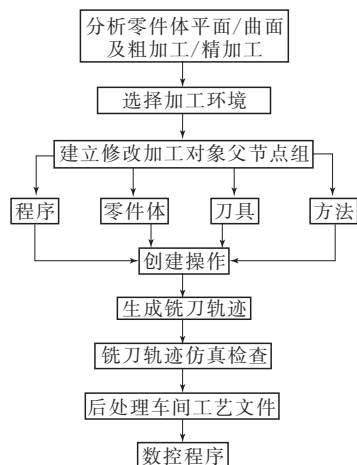 分析零件体平面/曲面
及粗加工/精加工
选择加工环境
建立修改加工对象父节点组
程序
零件体
刀具
方法
创建操作
生成铣刀轨迹
铣刀轨迹仿真检查
后处理车间工艺文件
数控程序